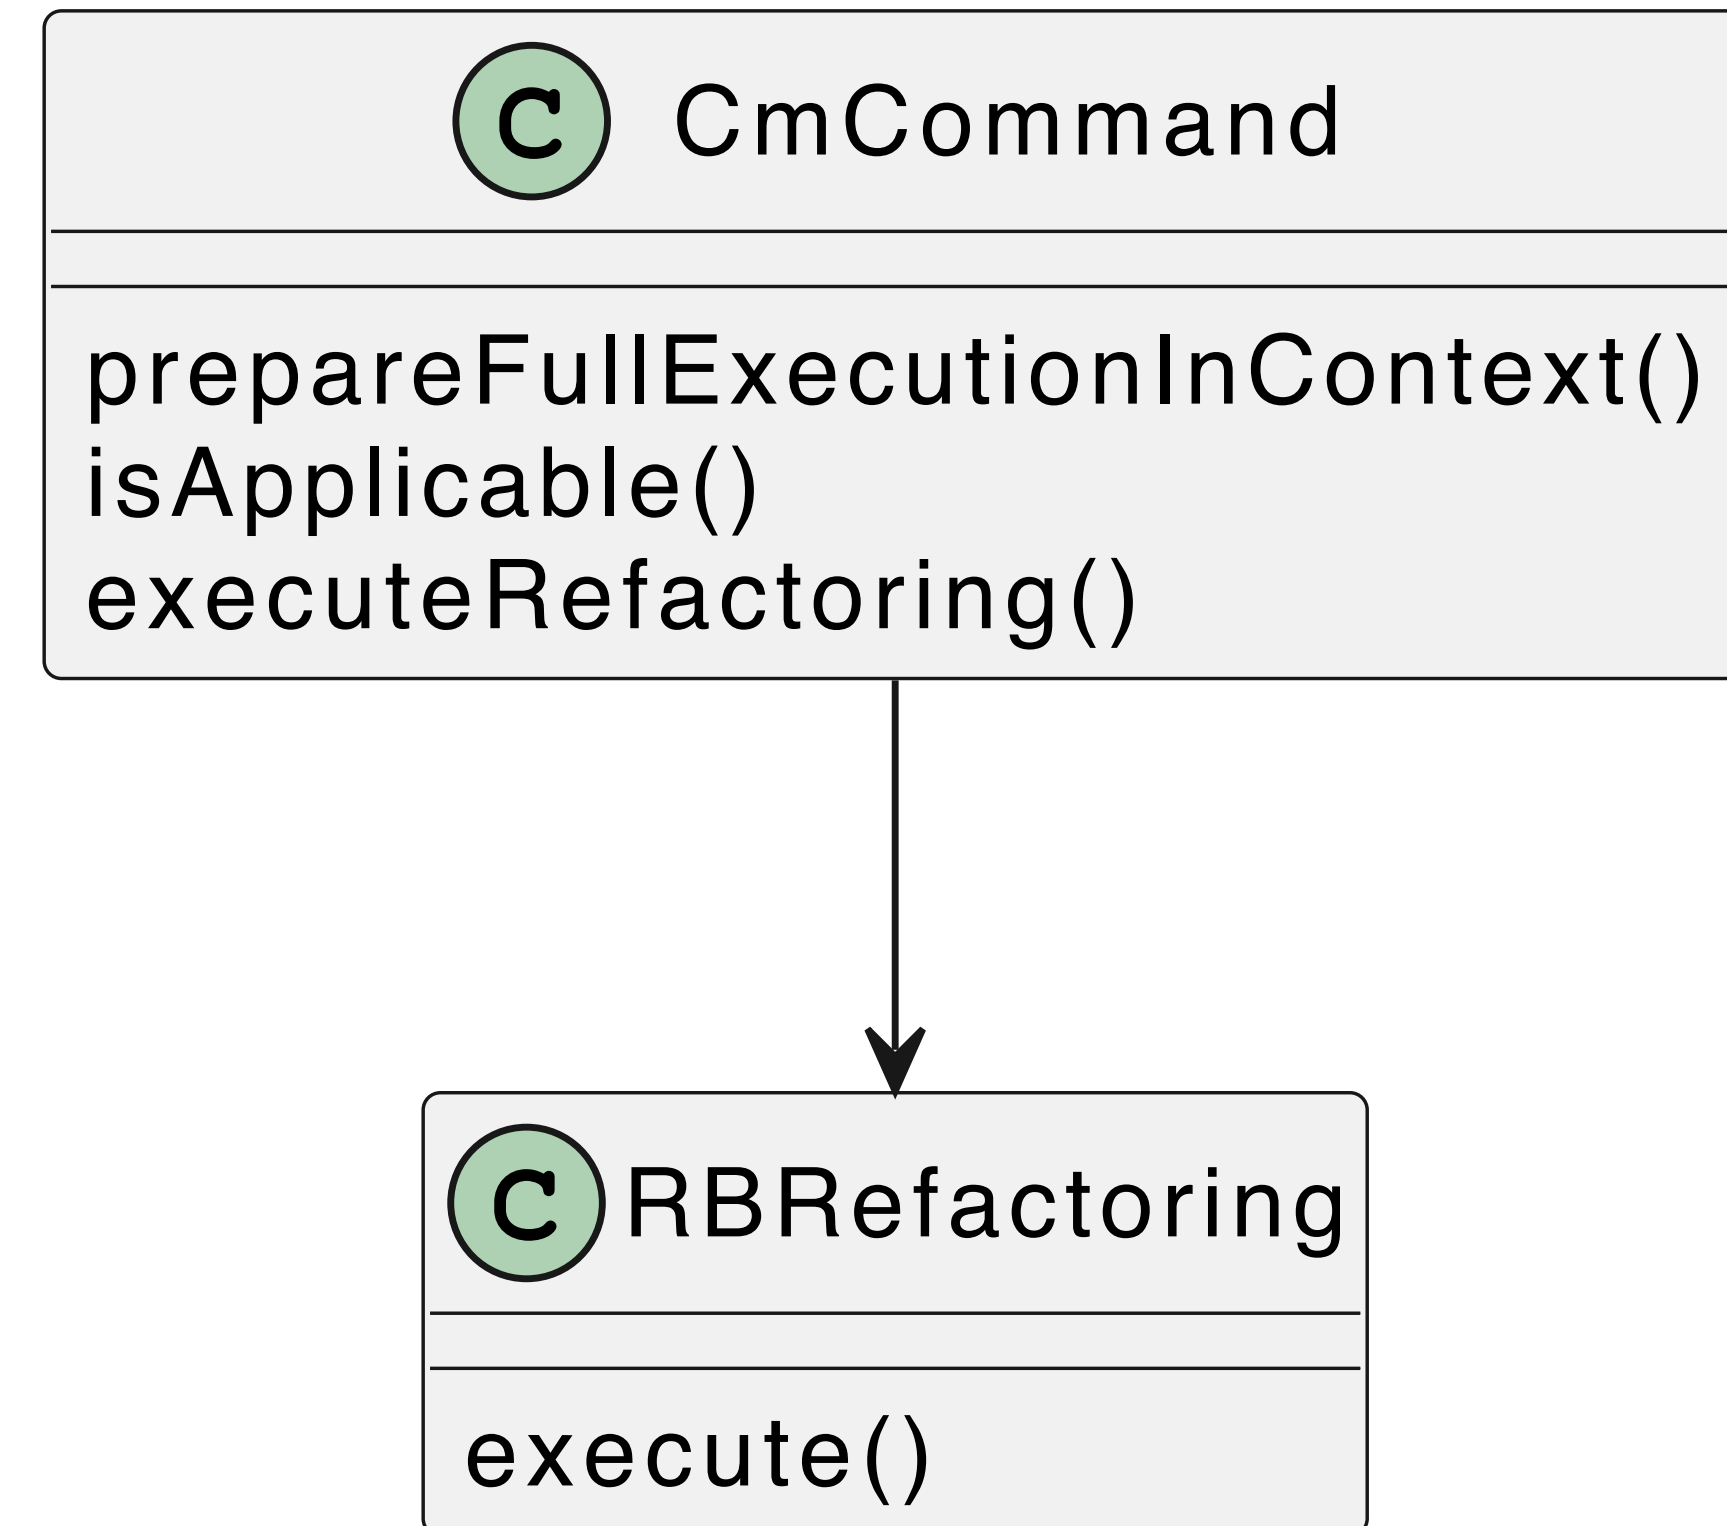 C CmCommand
prepareFullExecutionInContext()
isApplicable()
executeRefactoring()
C RBRefactoring
execute()